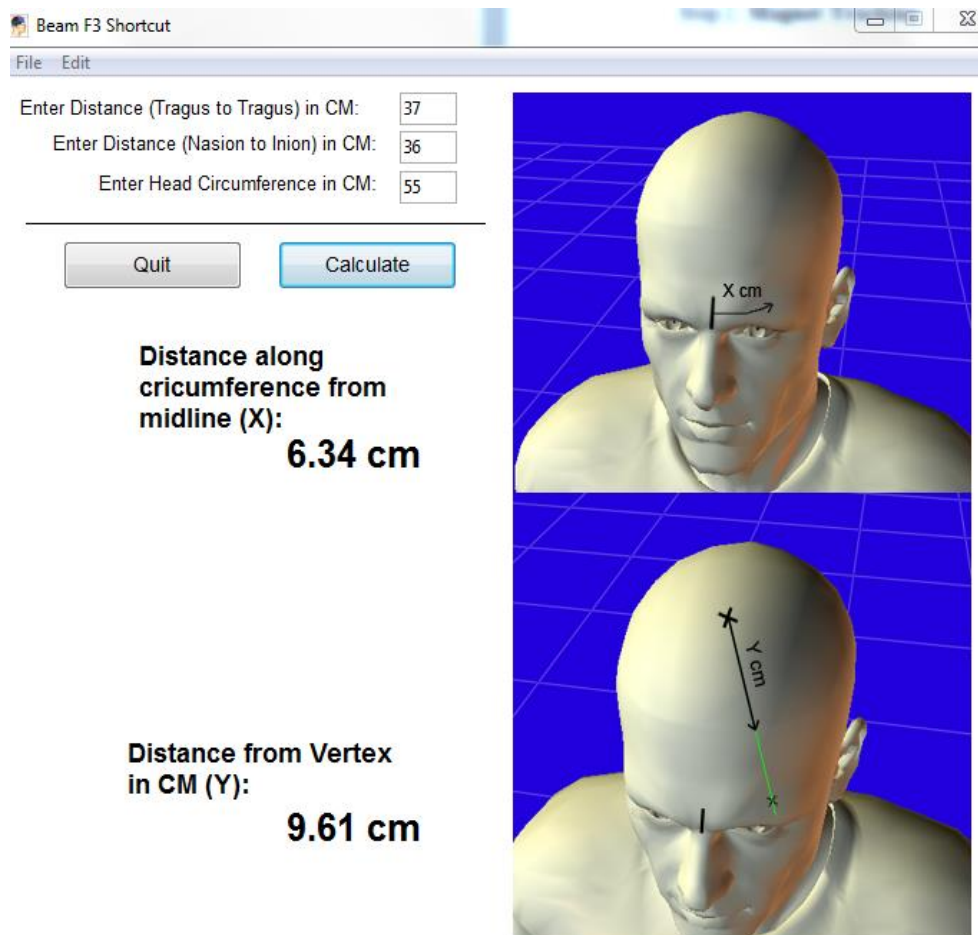 Beam F3 Shortcut
File Edit
Enter Distance (Tragus to Tragus) in CM: 37
Enter Distance (Nasion to Inion) in CM: 36
Enter Head Circumference in CM: 55
Quit Calculate
X cm
Distance along
cricumference from
midline (X):
6.34 cm
Y cm
x
Distance from Vertex
in CM (Y):
9.61 cm